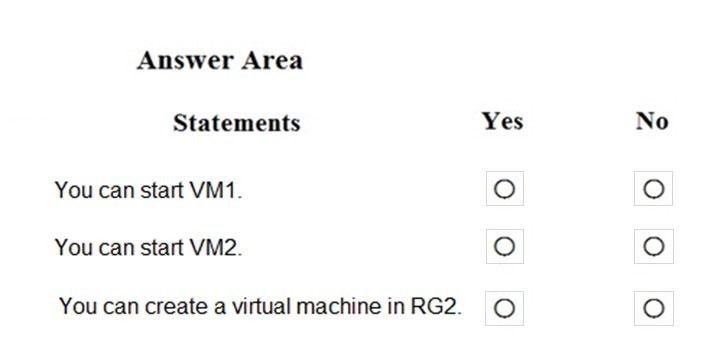 Answer Area
Statements Yes No
You can start VM1.
You can start VM2.
You can create a virtual machine in RG2.